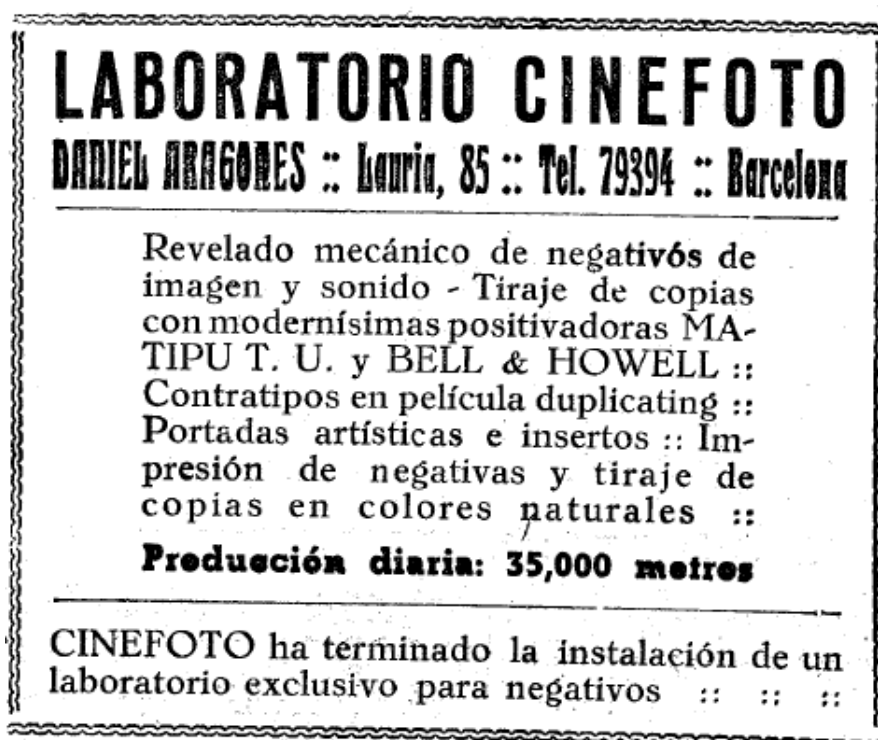 LABORATORIO CINEFOTO
DANIEL ARAGONES :: Lauria, 85 :: Tel. 79394 :: Barcelona
Revelado mecánico de negativós de
imagen y sonido - Tiraje de copias
con modernísimas positivadoras MA-
TIPU T. U. y BELL & HOWELL ::
Contratipos en película duplicating ::
Portadas artísticas e insertos :: Im-
presión de negativas y tiraje de
copias en colores naturales ::
Producción diaria: 35,000 metros
CINEFOTO ha terminado la instalación de un
laboratorio exclusivo para negativos :: :: ::